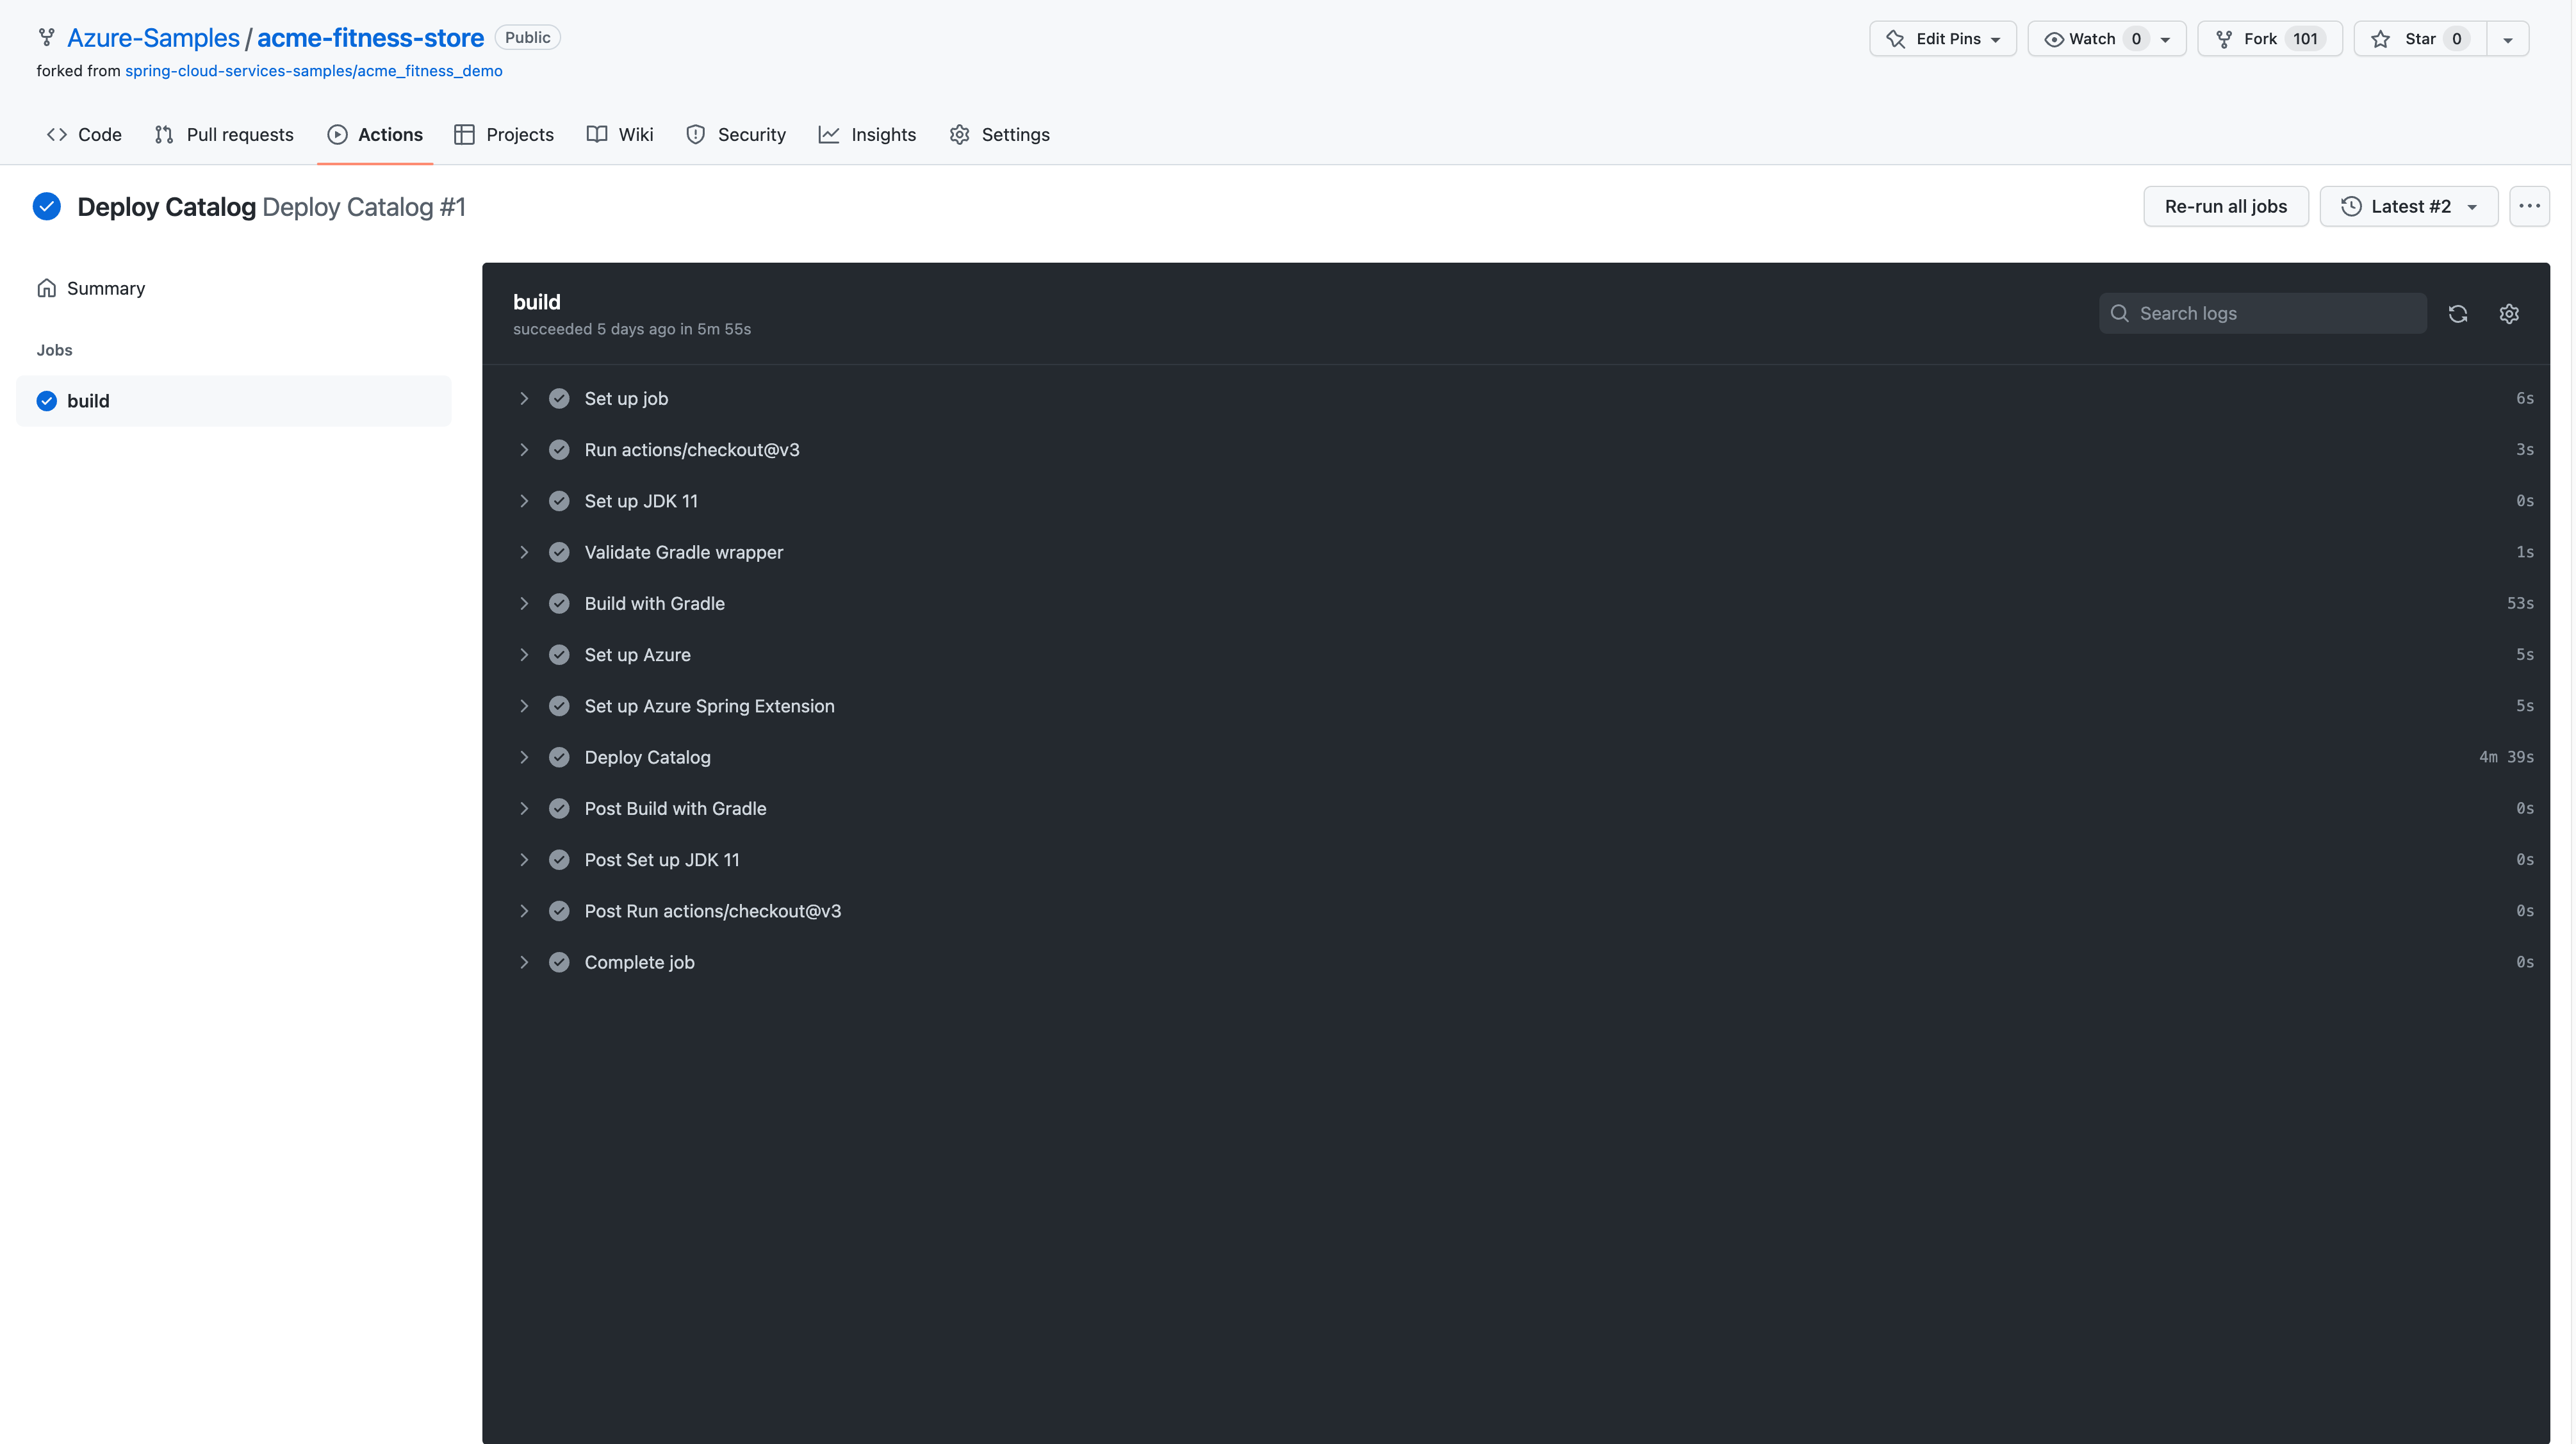 Azure-Samples / acme-fitness-store Public
Edit Pins Watch 0 Fork 101 Star 0
forked from spring-cloud-services-samples/acme_fitness_demo
Code Pull requests Actions Projects Wiki Security Insights Settings
Deploy Catalog Deploy Catalog #1
Re-run all jobs Latest #2 ...
Summary
Jobs
build
build
succeeded 5 days ago in 5m 55s
Search logs
Set up job 6s
Run actions/checkout@v3 3s
Set up JDK 11 0s
Validate Gradle wrapper 1s
Build with Gradle 53s
Set up Azure 5s
Set up Azure Spring Extension 5s
Deploy Catalog 4m 39s
Post Build with Gradle 0s
Post Set up JDK 11 0s
Post Run actions/checkout@v3 0s
Complete job 0s